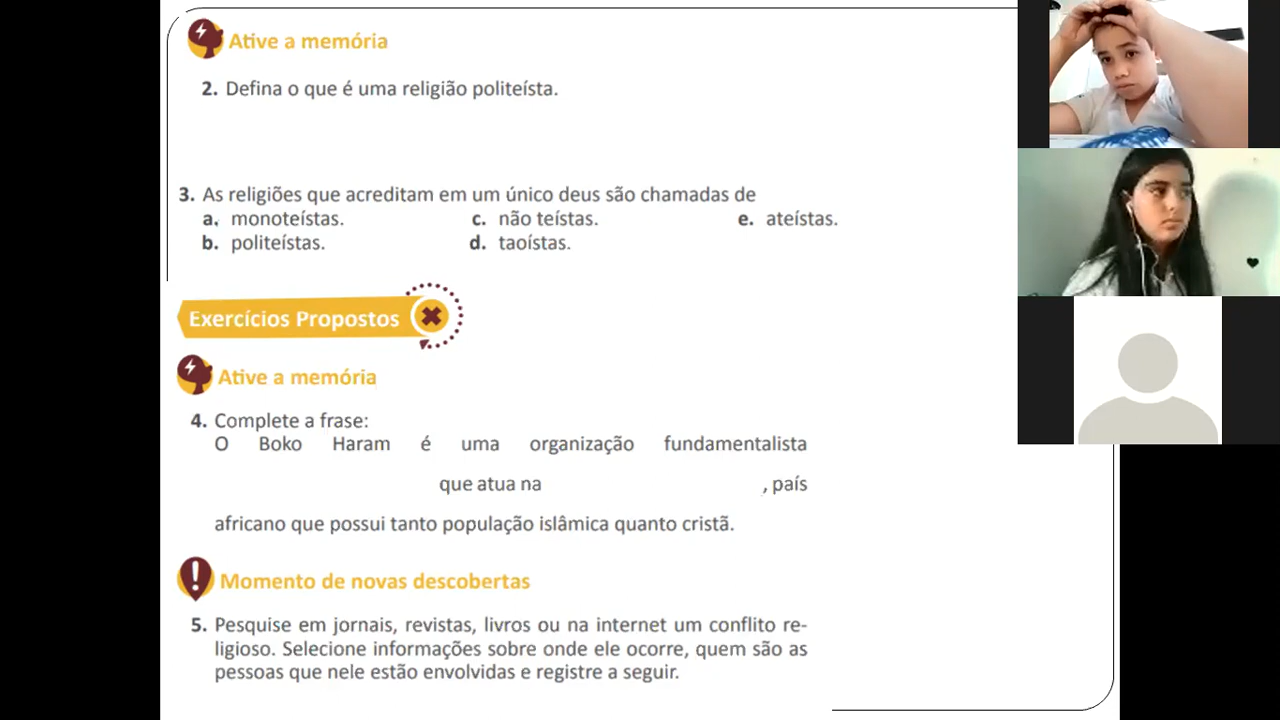 Ative a memória
2. Defina o que é uma religião politeísta.
3. As religiões que acreditam em um único deus são chamadas de
a. monoteístas. c. não teístas. e. ateístas.
b. politeístas. d. taoístas.
Exercícios Propostos
Ative a memória
4. Complete a frase:
O Boko Haram é uma organização fundamentalista
que atua na , país
africano que possui tanto população islâmica quanto cristã.
Momento de novas descobertas
5. Pesquise em jornais, revistas, livros ou na internet um conflito re-
ligioso. Selecione informações sobre onde ele ocorre, quem são as
pessoas que nele estão envolvidas e registre a seguir.